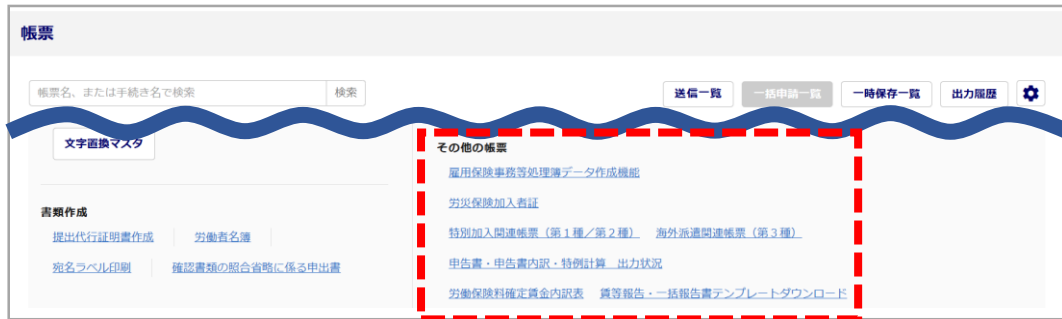 帳票
帳票名、または手続き名で検索 検索 送信一覧 一括申請一覧 一時保存一覧 出力履歴
文字置換マスタ
書類作成
提出代行証明書作成 労働者名簿
宛名ラベル印刷 確認書類の照合省略に係る申出書
その他の帳票
雇用保険事務等処理簿データ作成機能
労災保険加入者証
特別加入関連帳票(第1種/第2種) 海外派遣関連帳票(第3種)
申告書・申告書内訳・特例計算 出力状況
労働保険料確定賃金内訳表 賃等報告・一括報告書テンプレートダウンロード